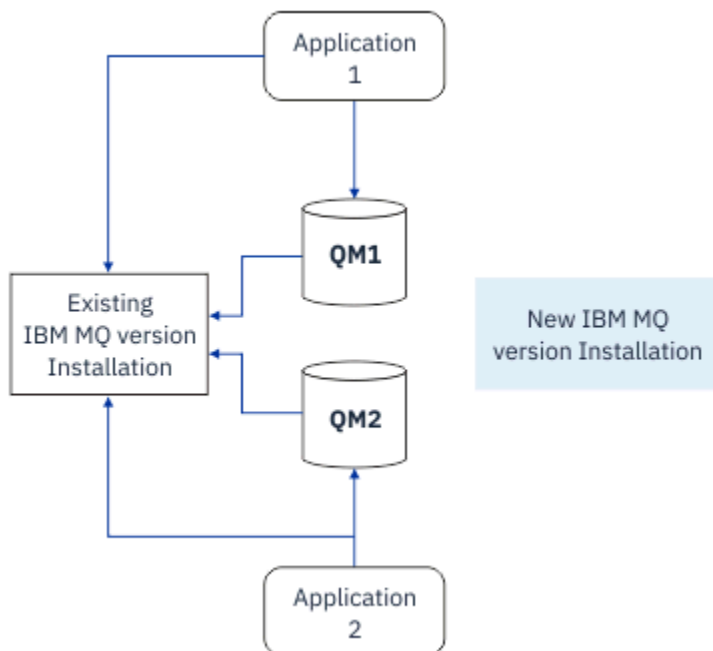 Application
1
QM1
Existing
IBM MQ version
Installation
New IBM MQ
version Installation
QM2
Application
2